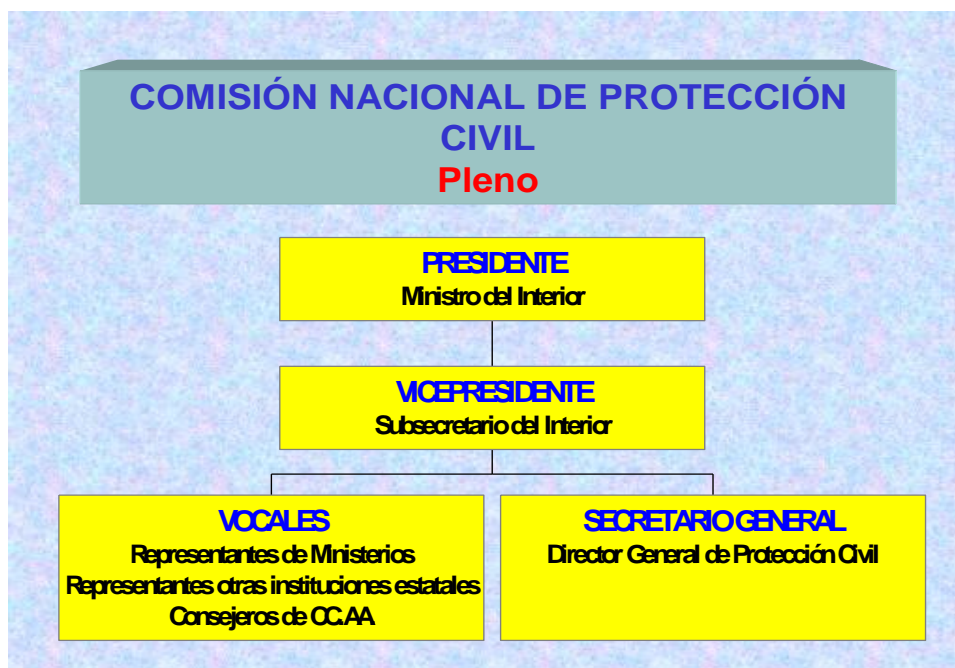 COMISIÓN NACIONAL DE PROTECCIÓN
CIVIL
Pleno
PRESIDENTE
Ministro del Interior
VICEPRESIDENTE
Subsecretario del Interior
VOCALES
Representantes de Ministerios
Representantes otras instituciones estatales
Consejeros de CC.AA
SECRETARIO GENERAL
Director General de Protección Civil